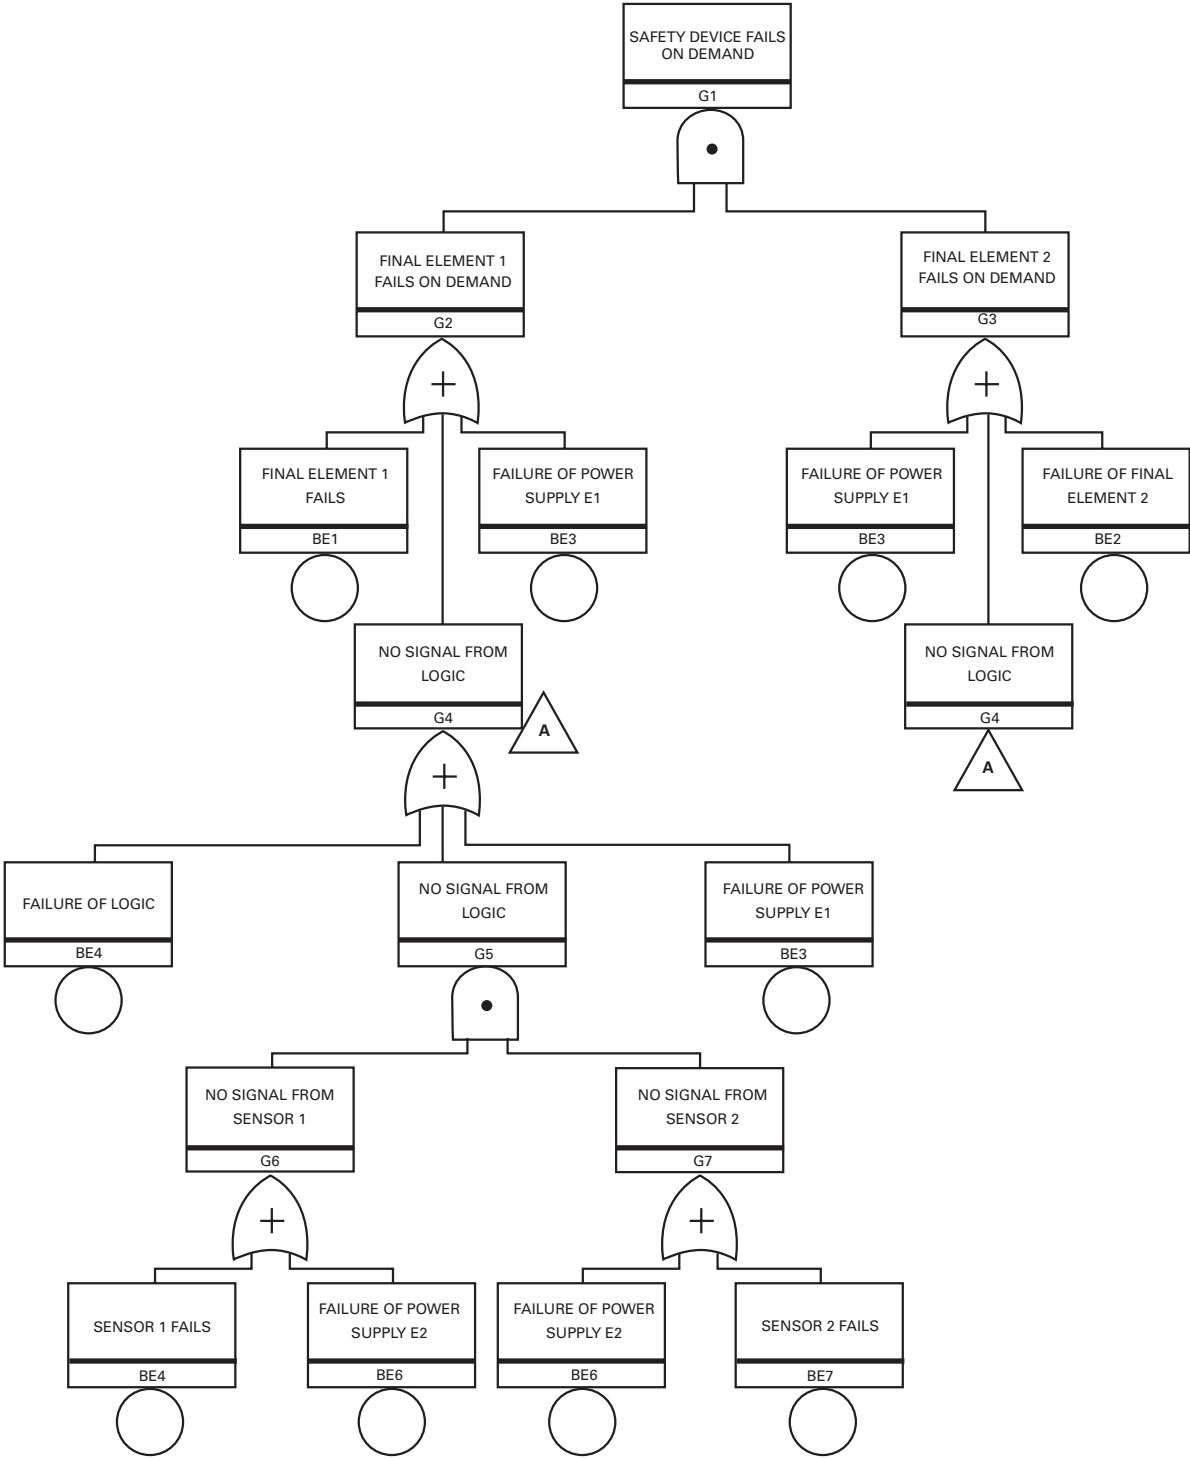 SAFETY DEVICE FAILS
ON DEMAND
G1
FINAL ELEMENT 1
FAILS ON DEMAND
G2
FINAL ELEMENT 2
FAILS ON DEMAND
G3
FINAL ELEMENT 1
FAILS
BE1
FAILURE OF POWER
SUPPLY E1
BE3
FAILURE OF POWER
SUPPLY E1
BE3
FAILURE OF FINAL
ELEMENT 2
BE2
NO SIGNAL FROM
LOGIC
G4
A
NO SIGNAL FROM
LOGIC
G4
A
FAILURE OF LOGIC
BE4
NO SIGNAL FROM
LOGIC
G5
FAILURE OF POWER
SUPPLY E1
BE3
NO SIGNAL FROM
SENSOR 1
G6
NO SIGNAL FROM
SENSOR 2
G7
SENSOR 1 FAILS
BE4
FAILURE OF POWER
SUPPLY E2
BE6
FAILURE OF POWER
SUPPLY E2
BE6
SENSOR 2 FAILS
BE7